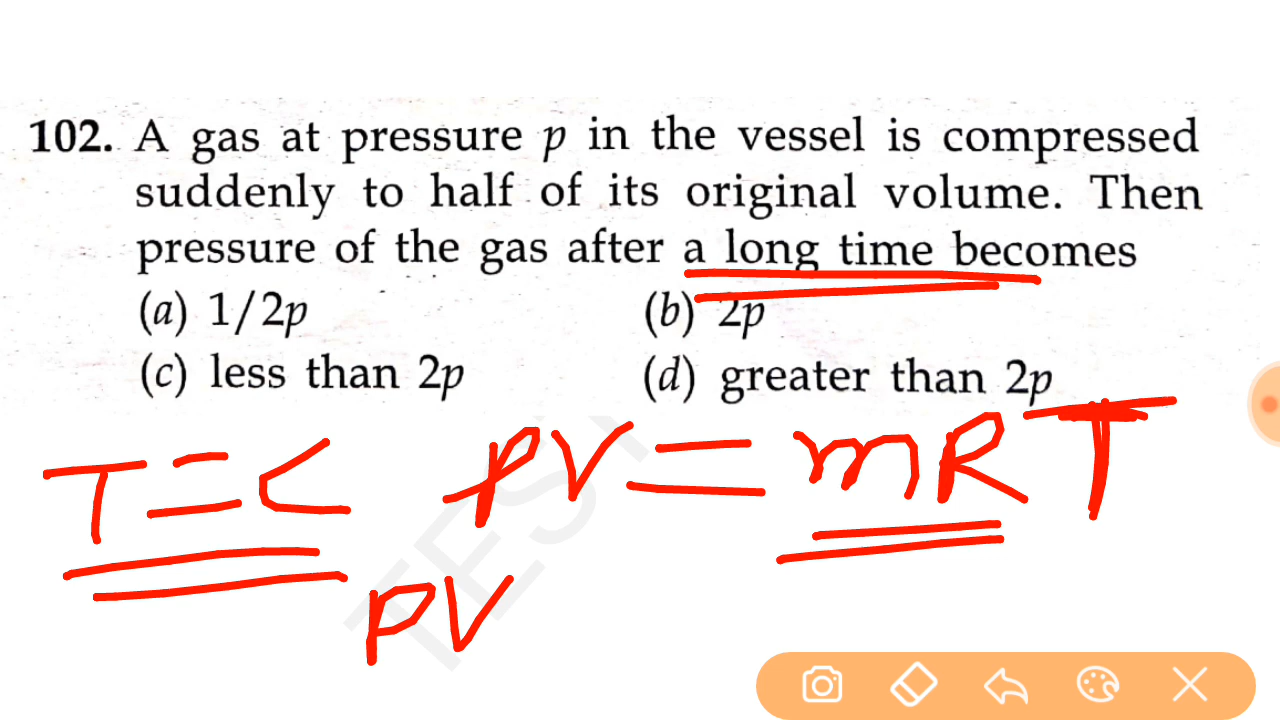 102. A gas at pressure p in the vessel is compressed
suddenly to half of its original volume. Then
pressure of the gas after a long time becomes
(a) 1/2p (b) 2p
(c) less than 2p (d) greater than 2p
T=C PV=mRT
PV
TEST